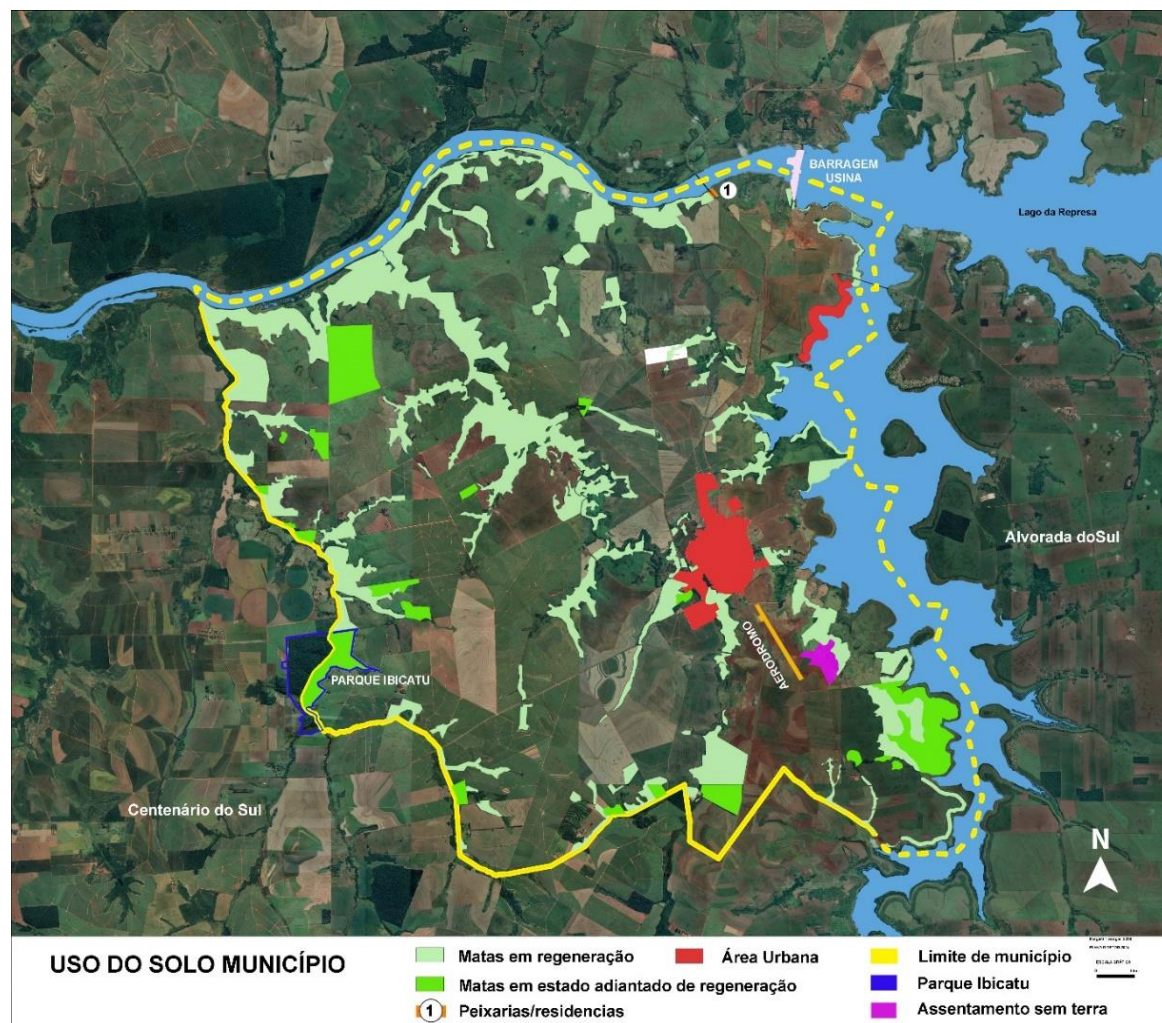 BARRAGEM
USINA
1
Lago da Represa
Alvorada doSul
AERÓDROMO
PARQUE IBICATU
Centenário do Sul
N
USO DO SOLO MUNICÍPIO
Matas em regeneração
Área Urbana
Limite de município
Matas em estado adiantado de regeneração
Parque Ibicatu
1 Peixarias/residencias
Assentamento sem terra